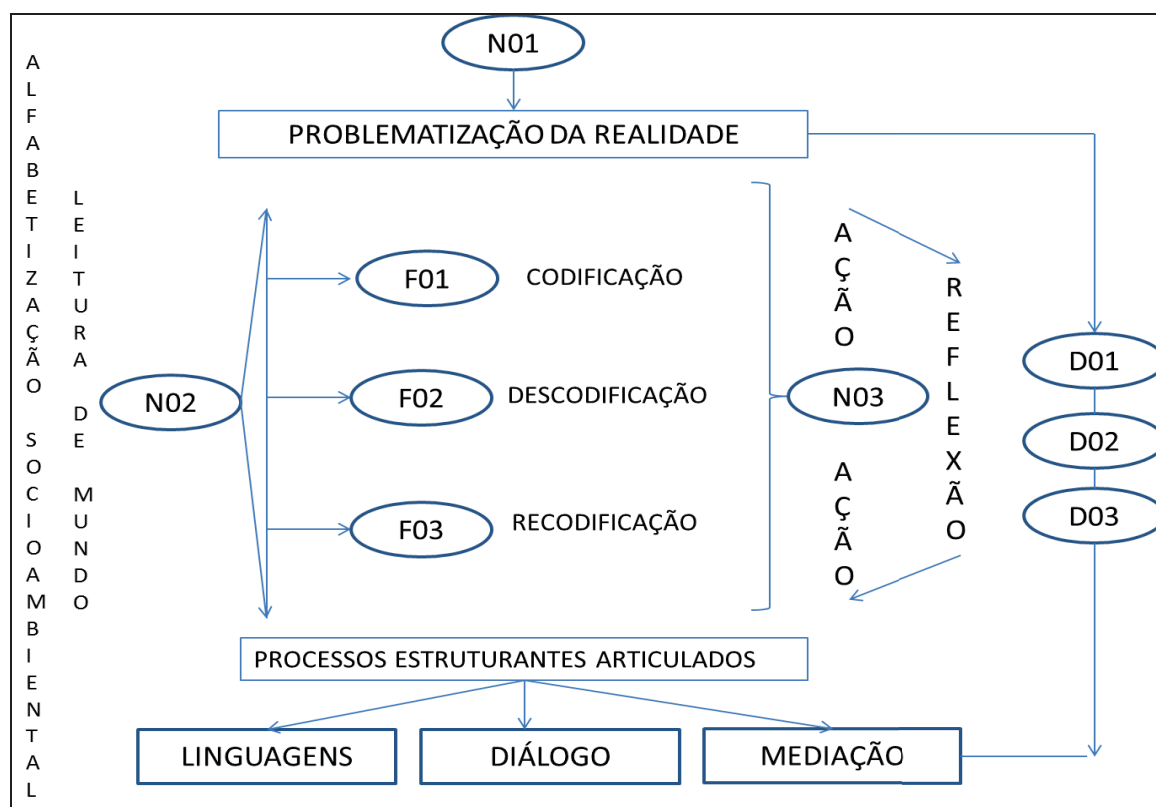 ALFABETIZAÇÃO SOCIOAMBIENTAL
LEITURA DE MUNDO
N01
PROBLEMATIZAÇÃO DA REALIDADE
N02
F01 CODIFICAÇÃO
F02 DESCODIFICAÇÃO
F03 RECODIFICAÇÃO
AÇÃO
N03
AÇÃO
REFLEXÃO
D01
D02
D03
PROCESSOS ESTRUTURANTES ARTICULADOS
LINGUAGENS
DIÁLOGO
MEDIAÇÃO